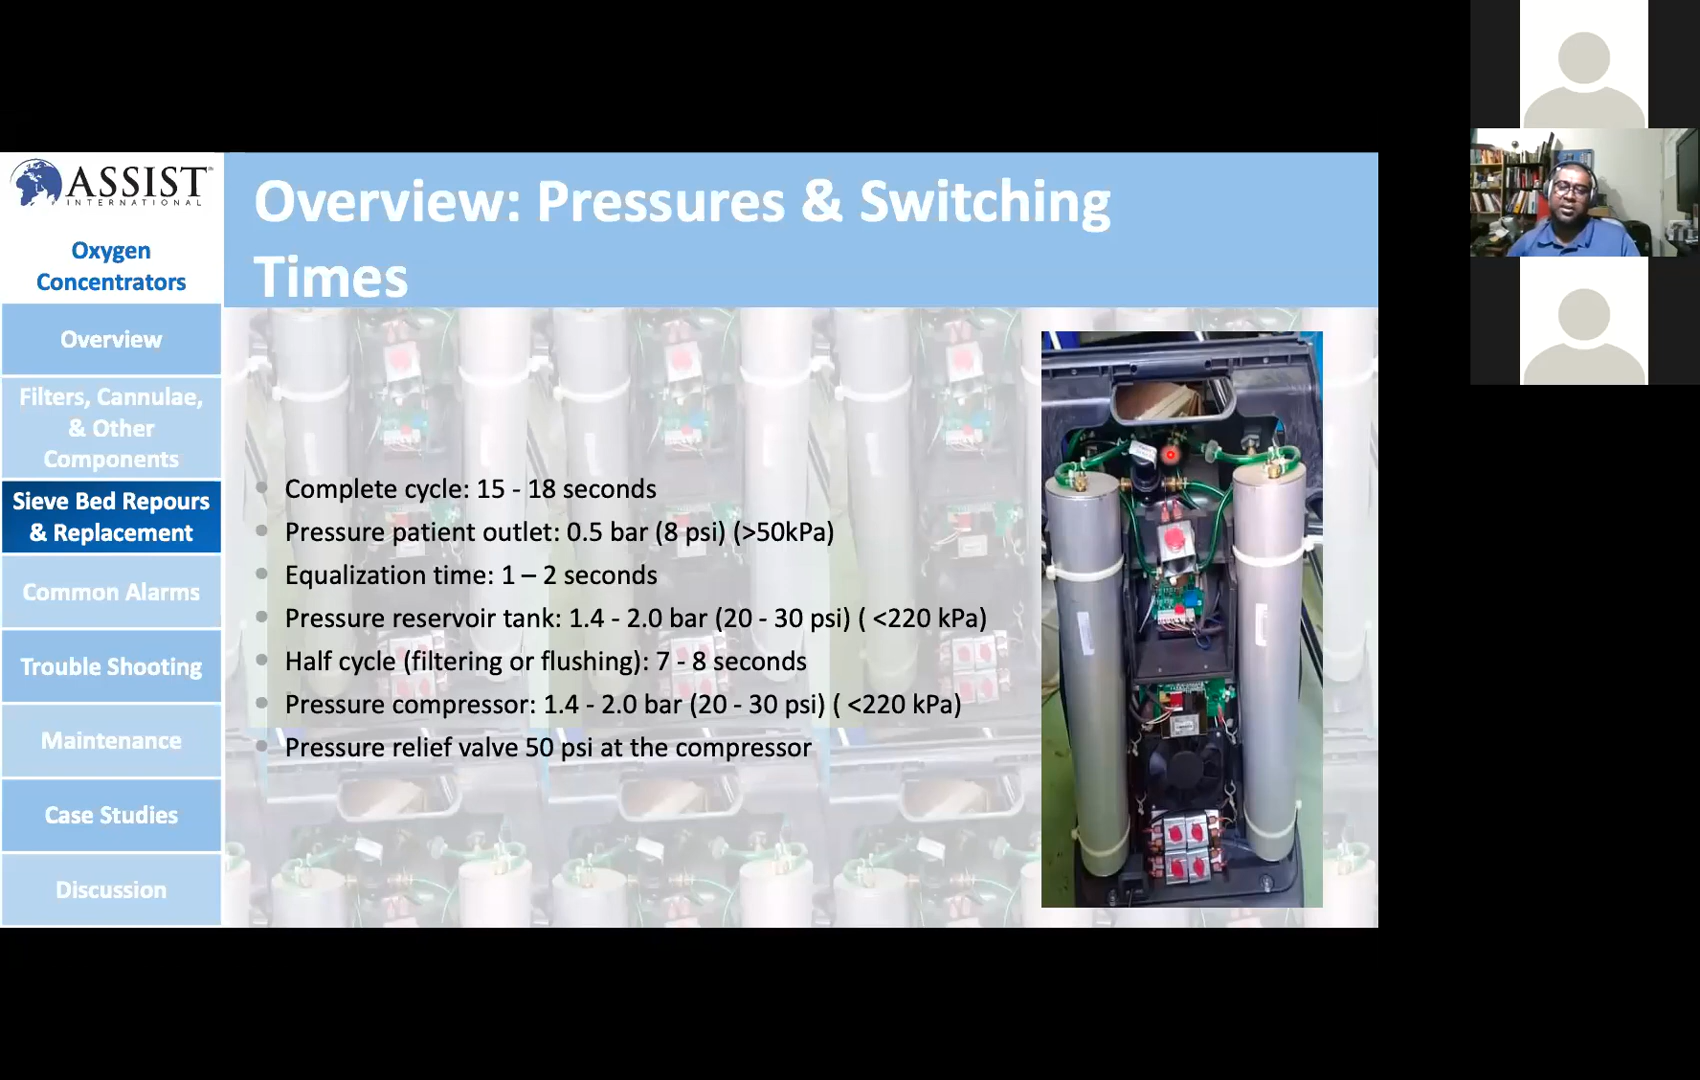 ASSIST
INTERNATIONAL
Oxygen
Concentrators
Overview
Filters, Cannulae,
& Other
Components
Sieve Bed Repours
& Replacement
Common Alarms
Trouble Shooting
Maintenance
Case Studies
Discussion
Overview: Pressures & Switching
Times
Complete cycle: 15 - 18 seconds
Pressure patient outlet: 0.5 bar (8 psi) (>50kPa)
Equalization time: 1 – 2 seconds
Pressure reservoir tank: 1.4 - 2.0 bar (20 - 30 psi) ( <220 kPa)
Half cycle (filtering or flushing): 7 - 8 seconds
Pressure compressor: 1.4 - 2.0 bar (20 - 30 psi) ( <220 kPa)
Pressure relief valve 50 psi at the compressor